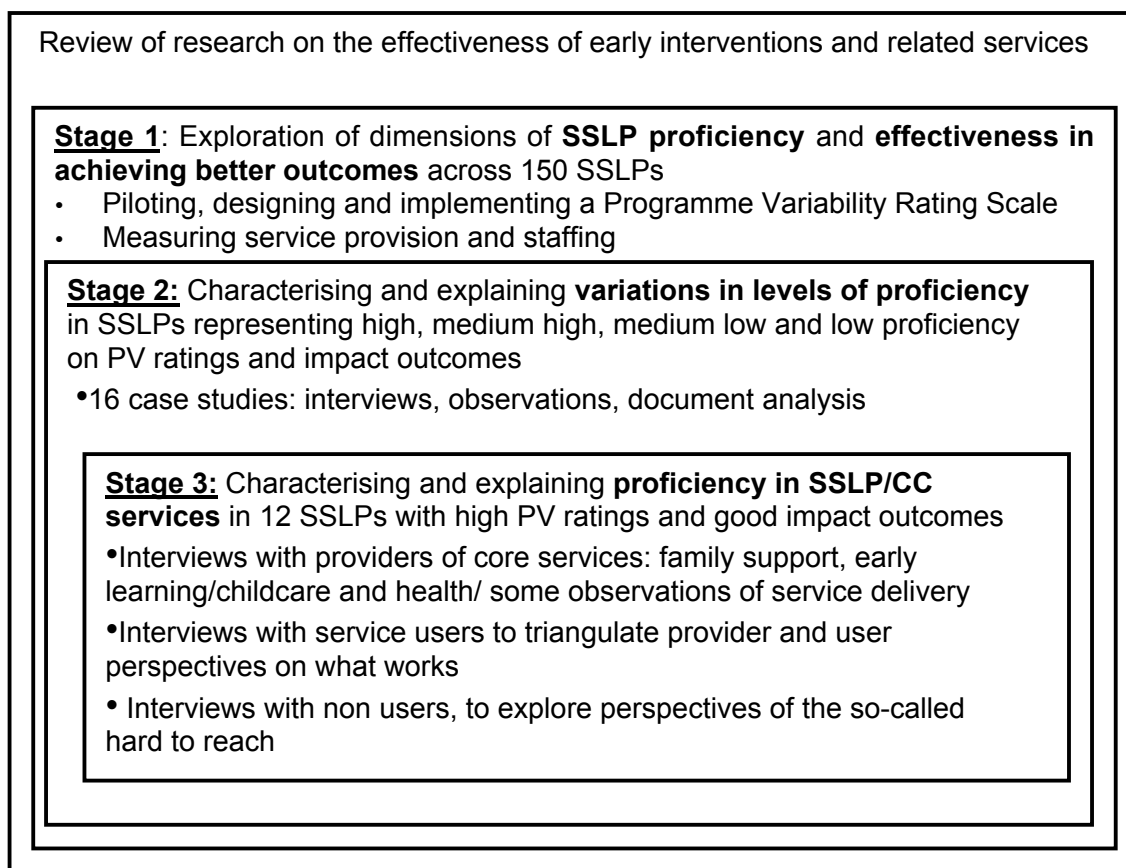 Review of research on the effectiveness of early interventions and related services
Stage 1: Exploration of dimensions of SSLP proficiency and effectiveness in
achieving better outcomes across 150 SSLPs
• Piloting, designing and implementing a Programme Variability Rating Scale
• Measuring service provision and staffing
Stage 2: Characterising and explaining variations in levels of proficiency
in SSLPs representing high, medium high, medium low and low proficiency
on PV ratings and impact outcomes
•16 case studies: interviews, observations, document analysis
Stage 3: Characterising and explaining proficiency in SSLP/CC
services in 12 SSLPs with high PV ratings and good impact outcomes
•Interviews with providers of core services: family support, early
learning/childcare and health/ some observations of service delivery
•Interviews with service users to triangulate provider and user
perspectives on what works
• Interviews with non users, to explore perspectives of the so-called
hard to reach